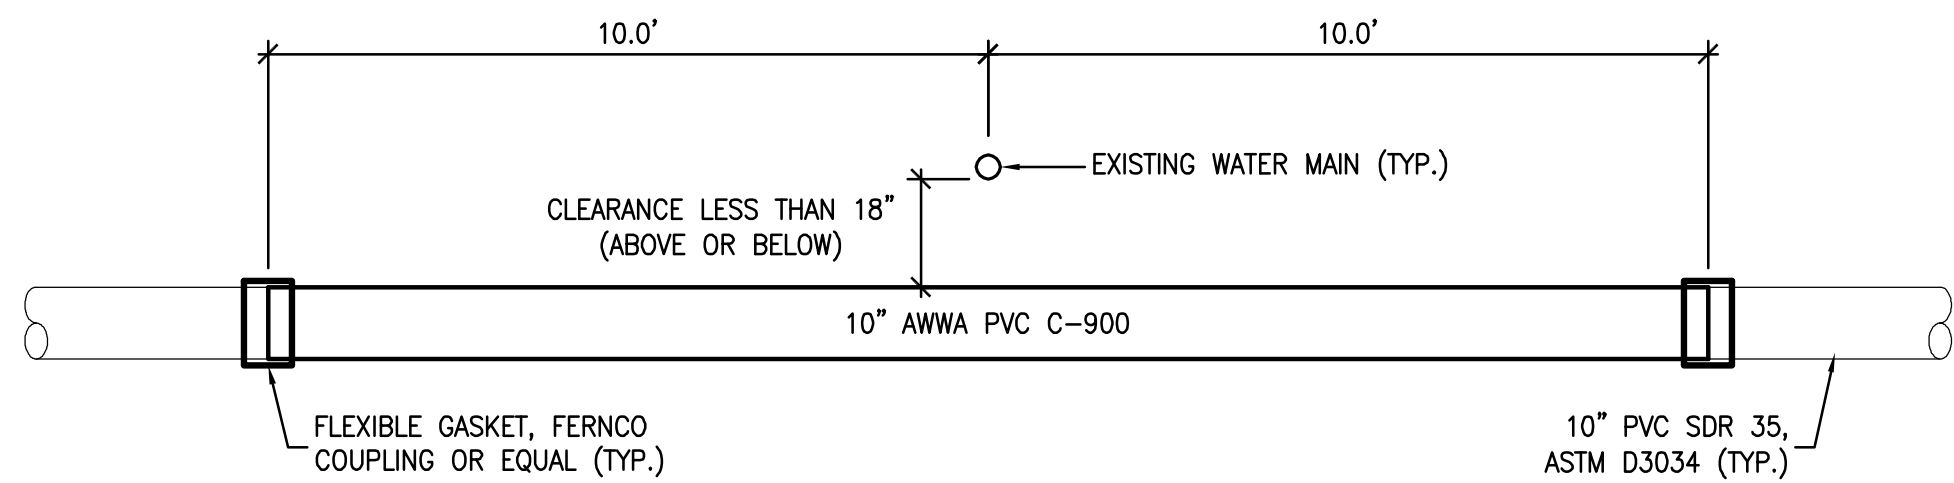 10.0'
10.0'
EXISTING WATER MAIN (TYP.)
CLEARANCE LESS THAN 18"
(ABOVE OR BELOW)
10" AWWA PVC C-900
FLEXIBLE GASKET, FERNCO
COUPLING OR EQUAL (TYP.)
10" PVC SDR 35,
ASTM D3034 (TYP.)